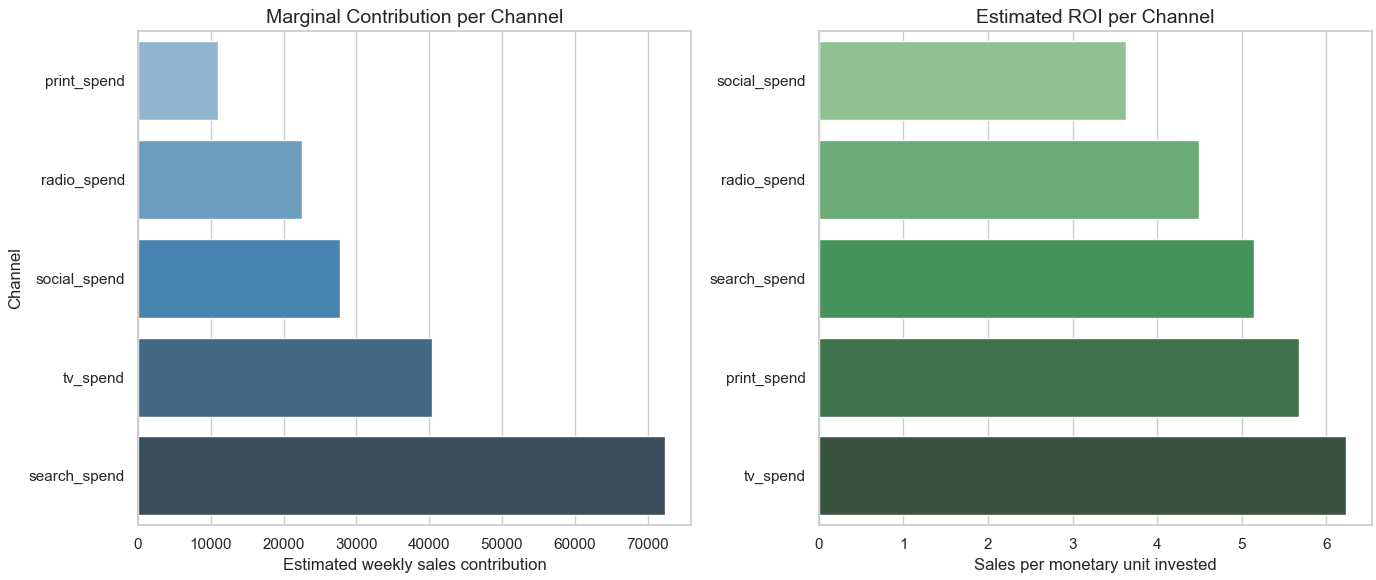 Marginal Contribution per Channel
Channel
print_spend
radio_spend
social_spend
tv_spend
search_spend
0 10000 20000 30000 40000 50000 60000 70000
Estimated weekly sales contribution
Estimated ROI per Channel
social_spend
radio_spend
search_spend
print_spend
tv_spend
0 1 2 3 4 5 6
Sales per monetary unit invested